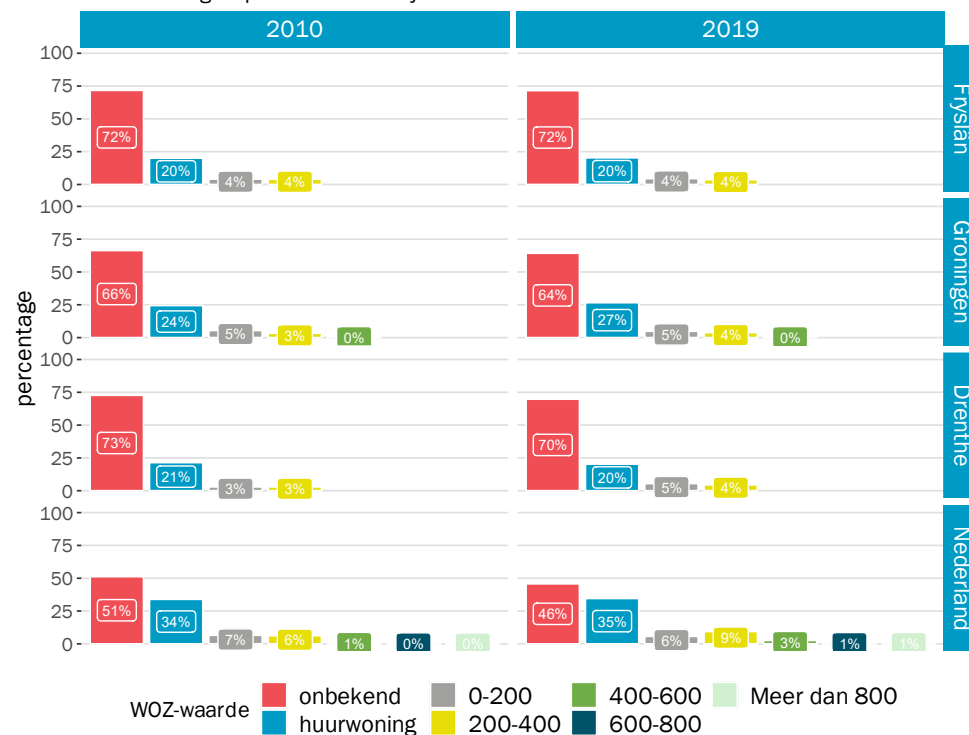 2010 2019
100
75
50
25
0
72% 20% 4% 4%
72% 20% 4% 4%
Fryslân
100
75
50
25
0
66% 24% 5% 3% 0%
64% 27% 5% 4% 0%
Groningen
percentage
100
75
50
25
0
73% 21% 3% 3%
70% 20% 5% 4%
Drenthe
100
75
50
25
0
51% 34% 7% 6% 1% 0% 0%
46% 35% 6% 9% 3% 1% 1%
Nederland
WOZ-waarde
onbekend 0-200 400-600 Meer dan 800
huurwoning 200-400 600-800